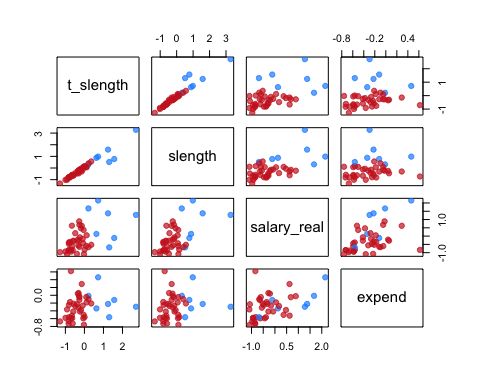 -1 0 1 2 3 -0.8 -0.2 0.4
t_slength
-1 1
-1 1 3
slength
salary_real
-1.0 1.0
-0.8 0.0
expend
-1 0 1 2 -1.0 0.5 2.0